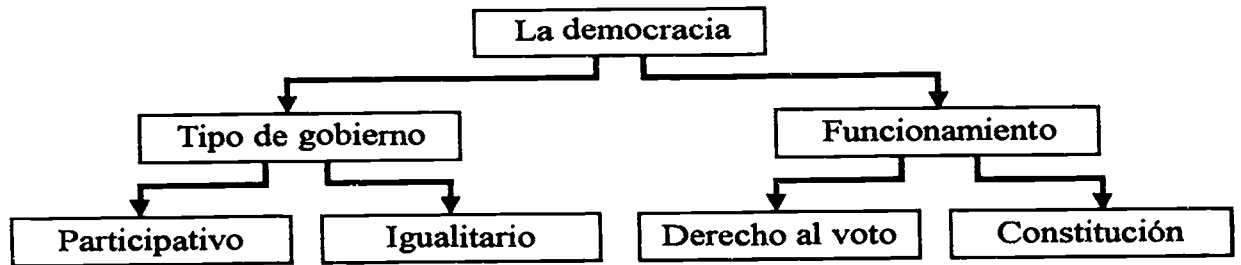 La democracia
Tipo de gobierno
Funcionamiento
Participativo
Igualitario
Derecho al voto
Constitución